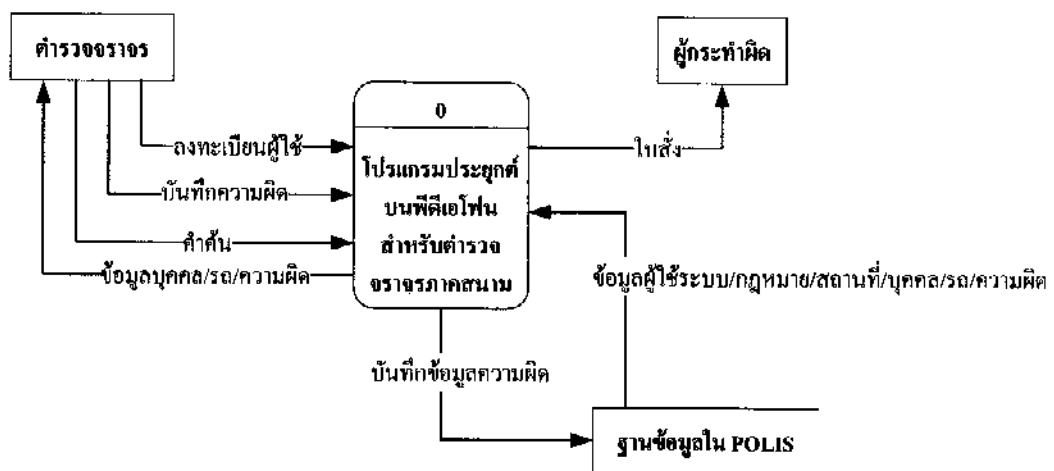 ตำรวจจราจร
ผู้กระทำผิด
0
ลงทะเบียนผู้ใช้
ใบสั่ง
โปรแกรมประยุกต์
บันทึกความผิด
บนพีดีเอโฟน
คำค้น
สำหรับตำรวจ
ข้อมูลบุคคล/รถ/ความผิด
จราจรภาคสนาม
ข้อมูลผู้ใช้ระบบ/กฎหมาย/สถานที่/บุคคล/รถ/ความผิด
บันทึกข้อมูลความผิด
ฐานข้อมูลใน POLIS